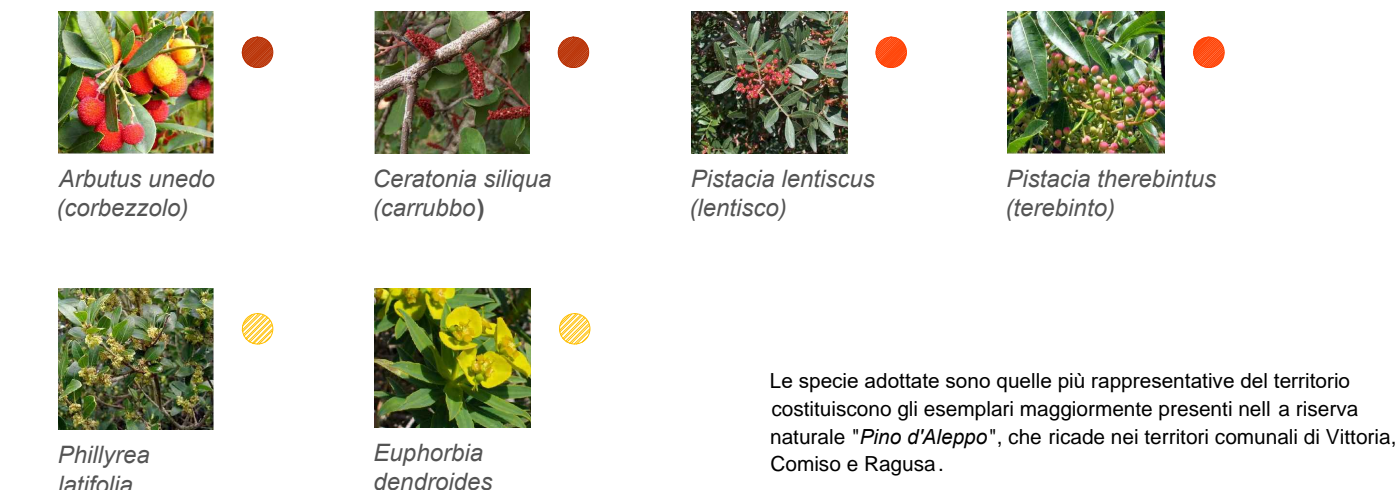 Arbutus unedo
(corbezzolo)
Ceratonia siliqua
(carrubbo)
Pistacia lentiscus
(lentisco)
Pistacia therebintus
(terebinto)
Phillyrea
latifolia
Euphorbia
dendroides
Le specie adottate sono quelle più rappresentative del territorio
costituiscono gli esemplari maggiormente presenti nell a riserva
naturale "Pino d'Aleppo", che ricade nei territori comunali di Vittoria,
Comiso e Ragusa.